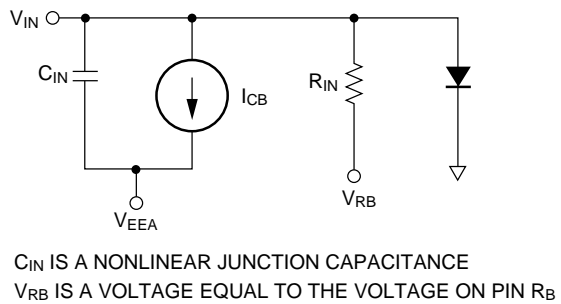 VIN
CIN
ICB
RIN
VEEA
VRB
CIN IS A NONLINEAR JUNCTION CAPACITANCE
VRB IS A VOLTAGE EQUAL TO THE VOLTAGE ON PIN RB